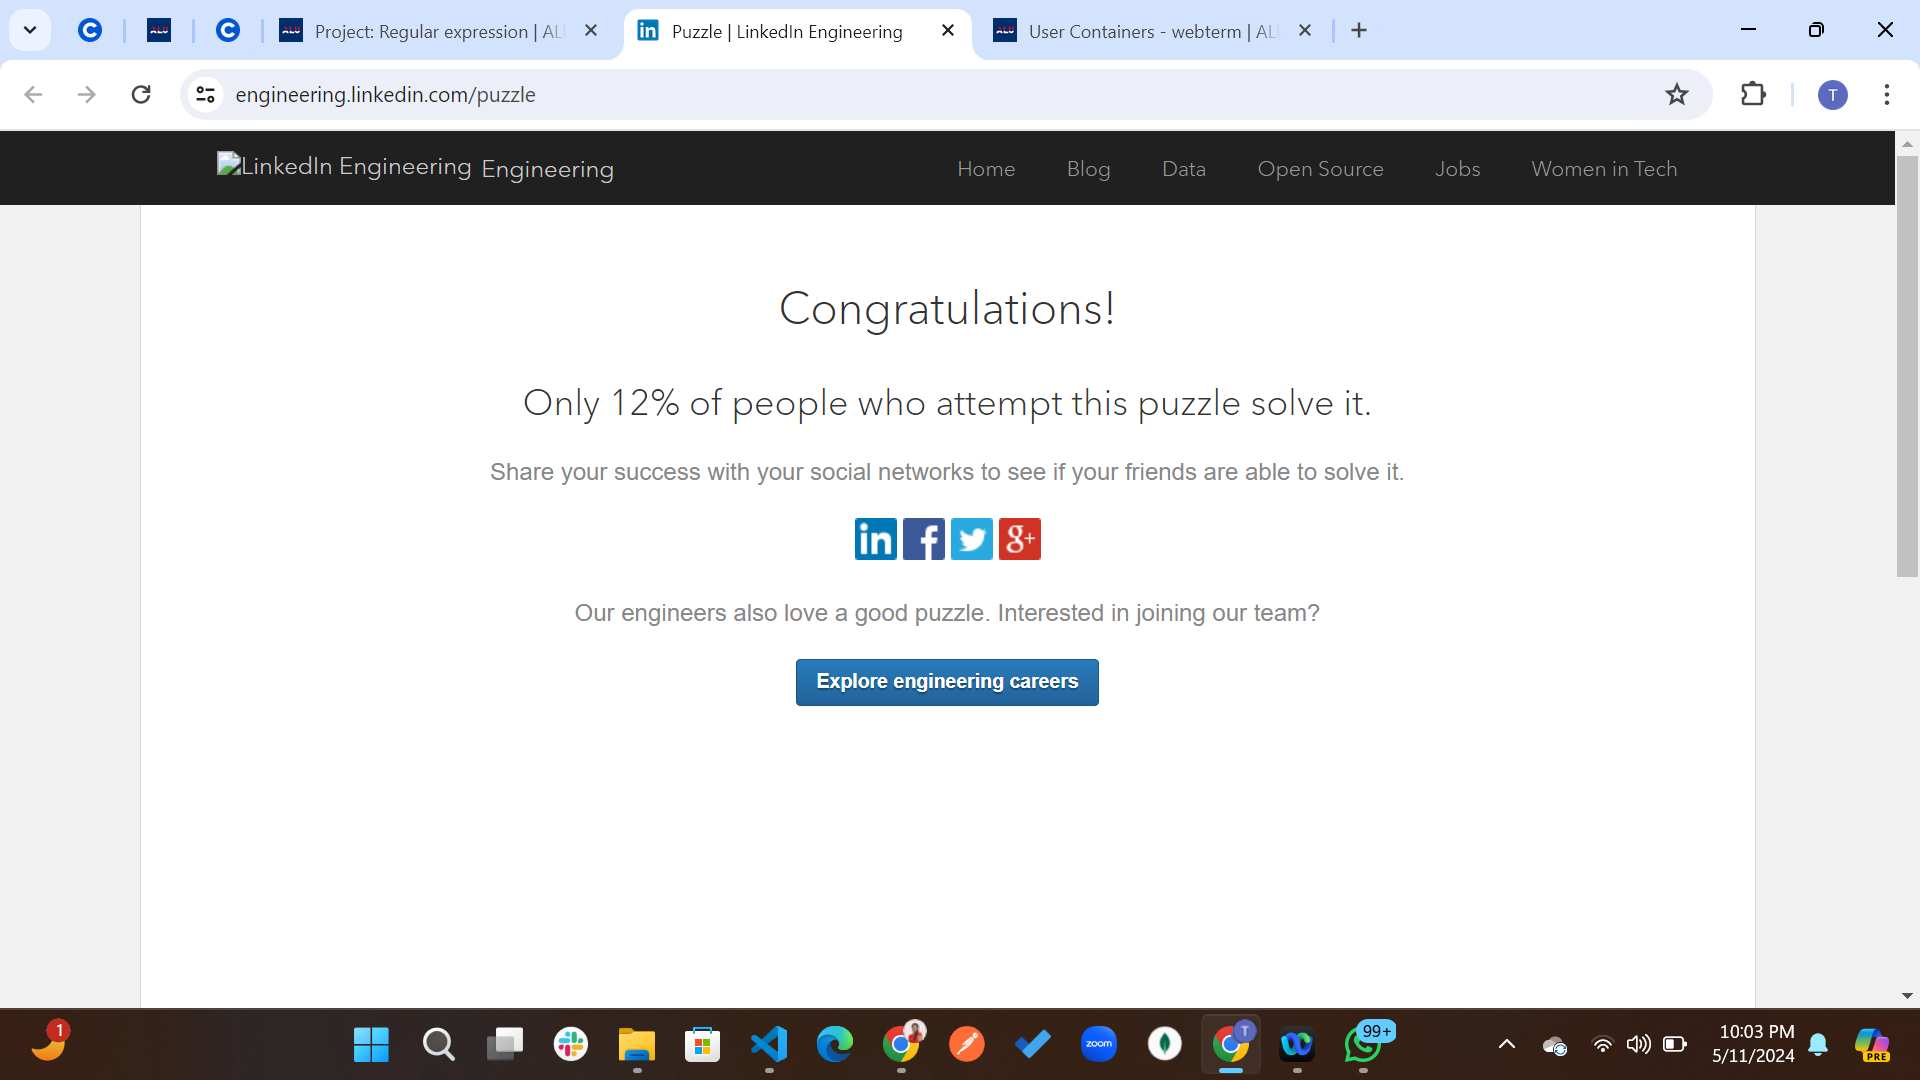 Project: Regular expression | AL
Puzzle | LinkedIn Engineering
User Containers - webterm | AL
engineering.linkedin.com/puzzle
T
LinkedIn Engineering Engineering
Home Blog Data Open Source Jobs Women in Tech
Congratulations!
Only 12% of people who attempt this puzzle solve it.
Share your success with your social networks to see if your friends are able to solve it.
in f g+
Our engineers also love a good puzzle. Interested in joining our team?
Explore engineering careers
1
zoom
T
99+
10:03 PM
5/11/2024
PRE